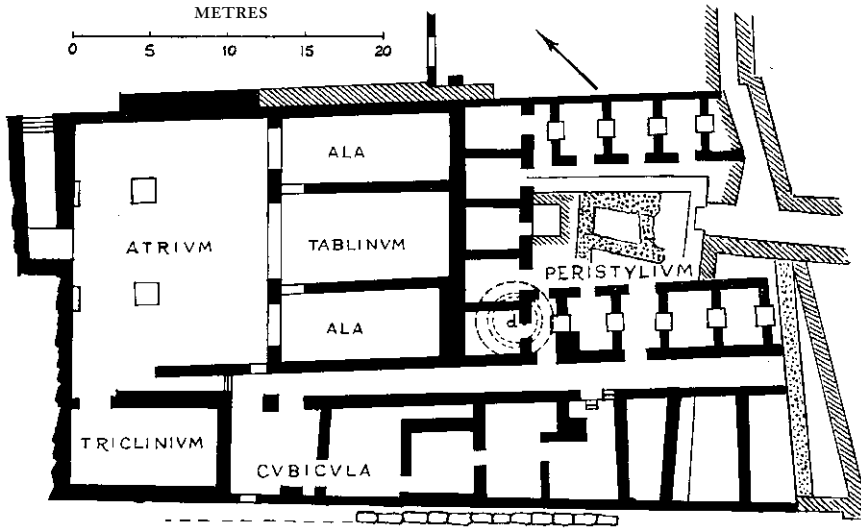 METRES
0 5 10 15 20
ALA
ATRIVM
TABLINVM
PERISTYLIVM
d
ALA
TRICLINIVM
CVBICVLA